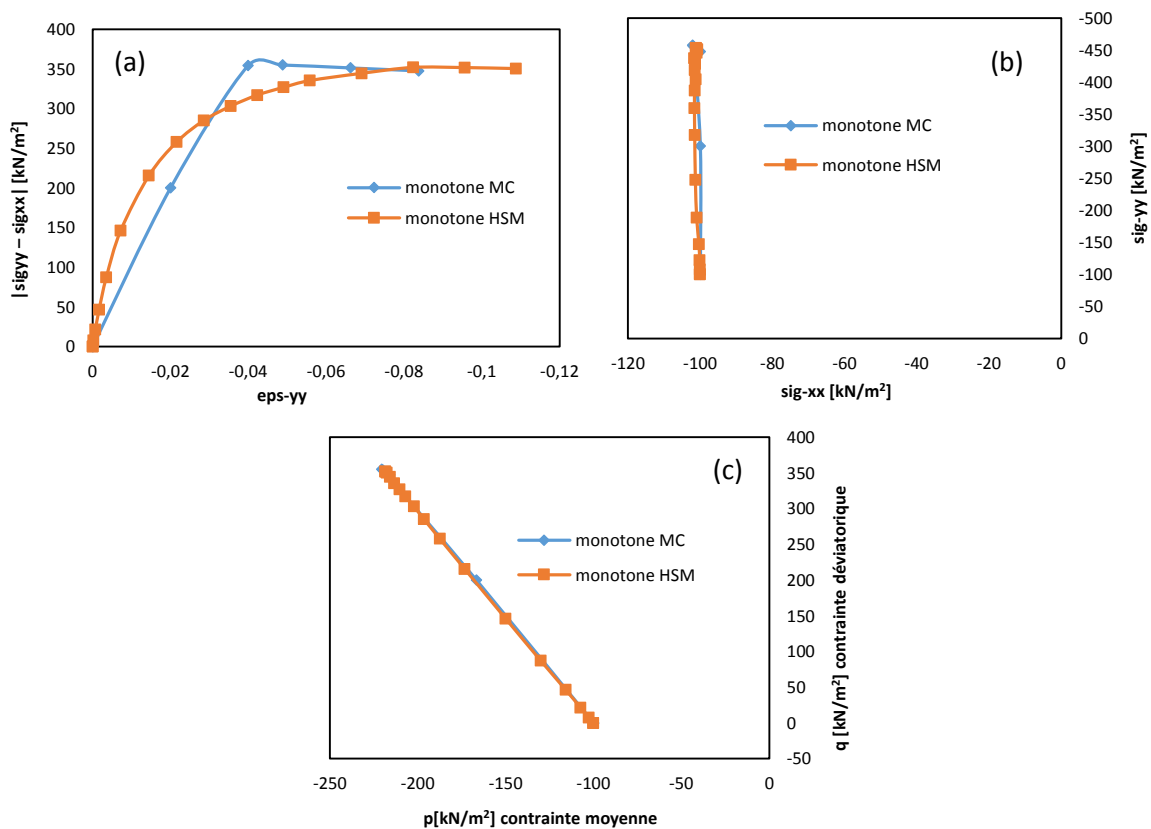 (a)
|sigyy – sigxx| [kN/m²]
400
350
300
250
200
150
100
50
0
monotone MC
monotone HSM
0 -0,02 -0,04 -0,06 -0,08 -0,1 -0,12
eps-yy
(b)
-500
-450
-400
-350
-300
-250
-200
-150
-100
-50
0
sig-yy [kN/m²]
monotone MC
monotone HSM
-120 -100 -80 -60 -40 -20 0
sig-xx [kN/m²]
(c)
400
350
300
250
200
150
100
50
0
-50
q [kN/m²] contrainte déviatorique
monotone MC
monotone HSM
-250 -200 -150 -100 -50 0
p[kN/m²] contrainte moyenne